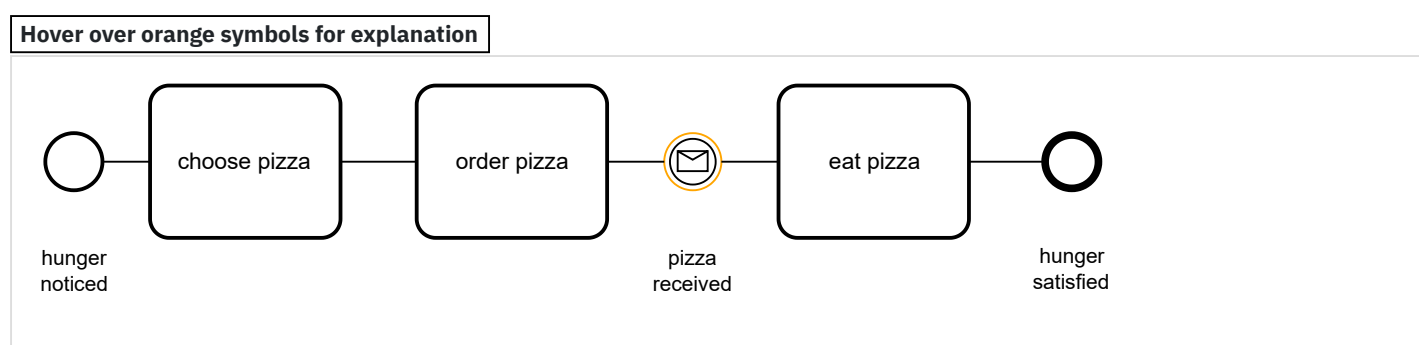 Hover over orange symbols for explanation
choose pizza
order pizza
eat pizza
hunger
noticed
pizza
received
hunger
satisfied